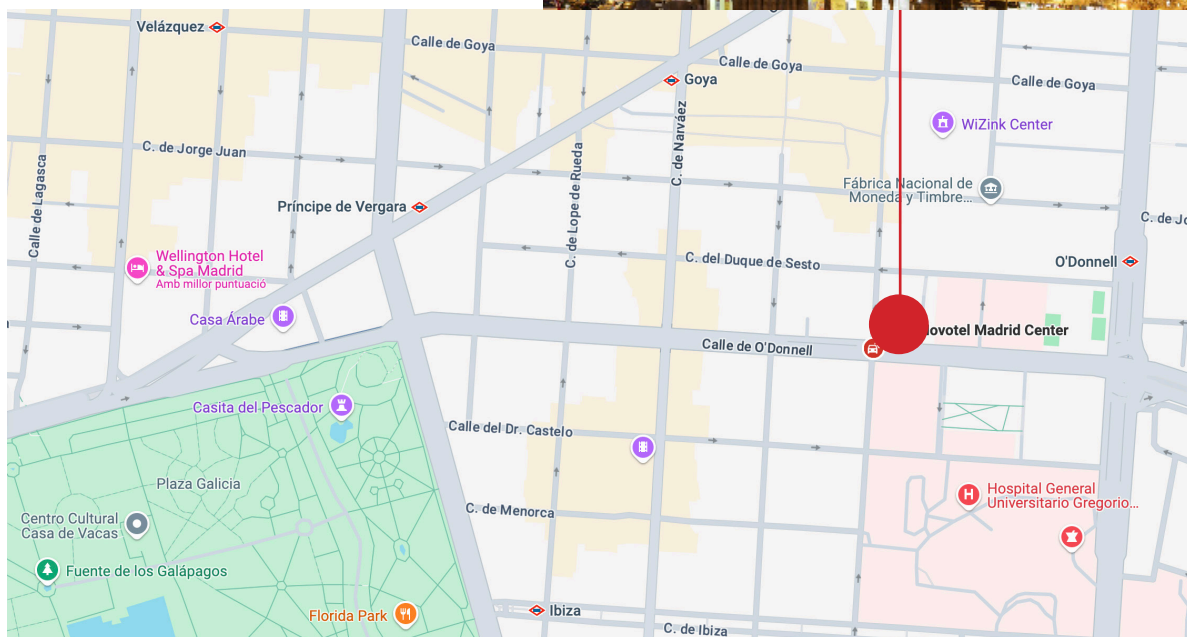 Velázquez
Calle de Goya
Calle de Goya
Calle de Goya
Goya
WiZink Center
C. de Jorge Juan
C. de Narváez
Calle de Lagasca
C. de Lope de Rueda
Fábrica Nacional de
Moneda y Timbre...
Príncipe de Vergara
C. de Jo
Wellington Hotel
& Spa Madrid
Amb millor puntuació
C. del Duque de Sesto
O'Donnell
Casa Árabe
ovotel Madrid Center
Calle de O'Donnell
Casita del Pescador
Calle del Dr. Castelo
Plaza Galicia
Hospital General
Universitario Gregorio...
H
C. de Menorca
Centro Cultural
Casa de Vacas
Fuente de los Galápagos
Florida Park
Ibiza
C. de Ibiza